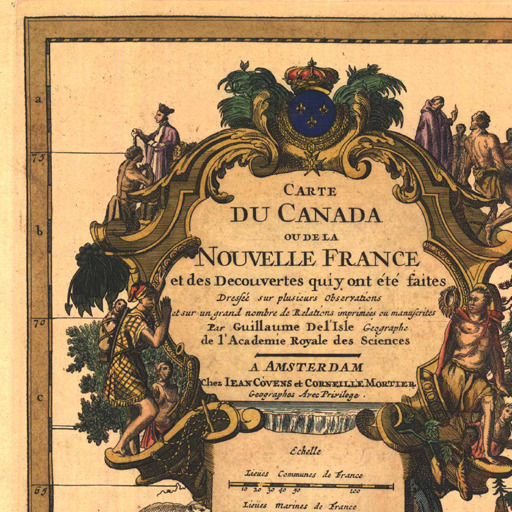 a
75
b
70
c
65
CARTE
DU CANADA
OU DE LA
NOUVELLE FRANCE
et des Decouvertes qui y ont été faites
Dressée sur plusieurs Observations
et sur un grand nombre de Relations imprimées ou manuscrites
Par Guillaume Del'Isle Geographe
de l'Academie Royale des Sciences
A AMSTERDAM
Chez IEAN COVENS et CORNEILLE MORTIER
Geographes Avec Privilege.
Echelle
Lieues Communes de France
10 20 30 40 50 100
Lieues Marines de France